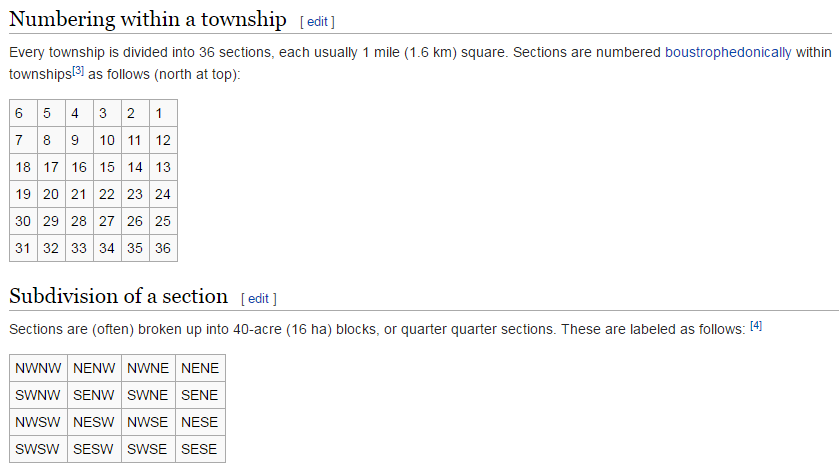 Numbering within a township [ edit ]
Every township is divided into 36 sections, each usually 1 mile (1.6 km) square. Sections are numbered boustrophedonically within
townships[3] as follows (north at top):
6 5 4 3 2 1
7 8 9 10 11 12
18 17 16 15 14 13
19 20 21 22 23 24
30 29 28 27 26 25
31 32 33 34 35 36
Subdivision of a section [ edit ]
Sections are (often) broken up into 40-acre (16 ha) blocks, or quarter quarter sections. These are labeled as follows: [4]
NWNW NENW NWNE NENE
SWNW SENW SWNE SENE
NWSW NESW NWSE NESE
SWSW SESW SWSE SESE